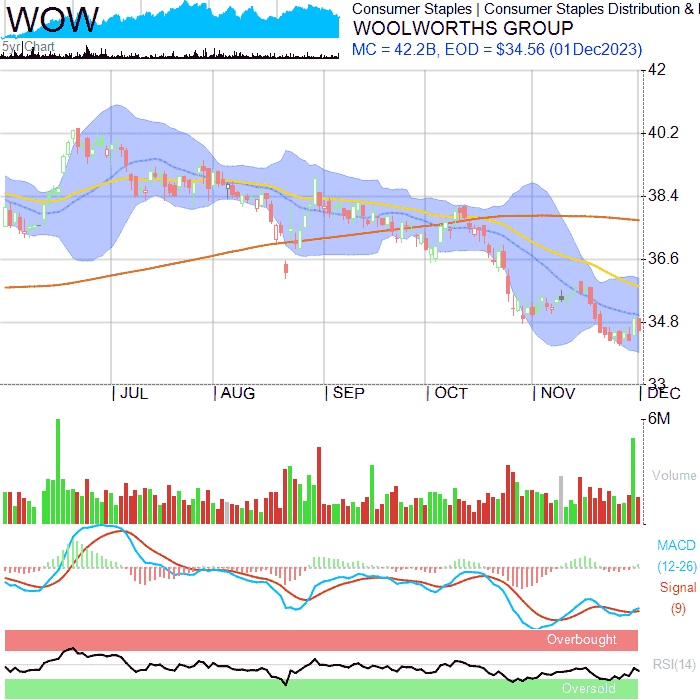 WOW
Consumer Staples | Consumer Staples Distribution &
5yr Chart
WOOLWORTHS GROUP
MC = 42.2B, EOD = $34.56 (01Dec2023)
42
40.2
38.4
36.6
34.8
33
JUL
AUG
SEP
OCT
NOV
DEC
6M
Volume
MACD
(12-26)
Signal
(9)
Overbought
RSI(14)
Oversold